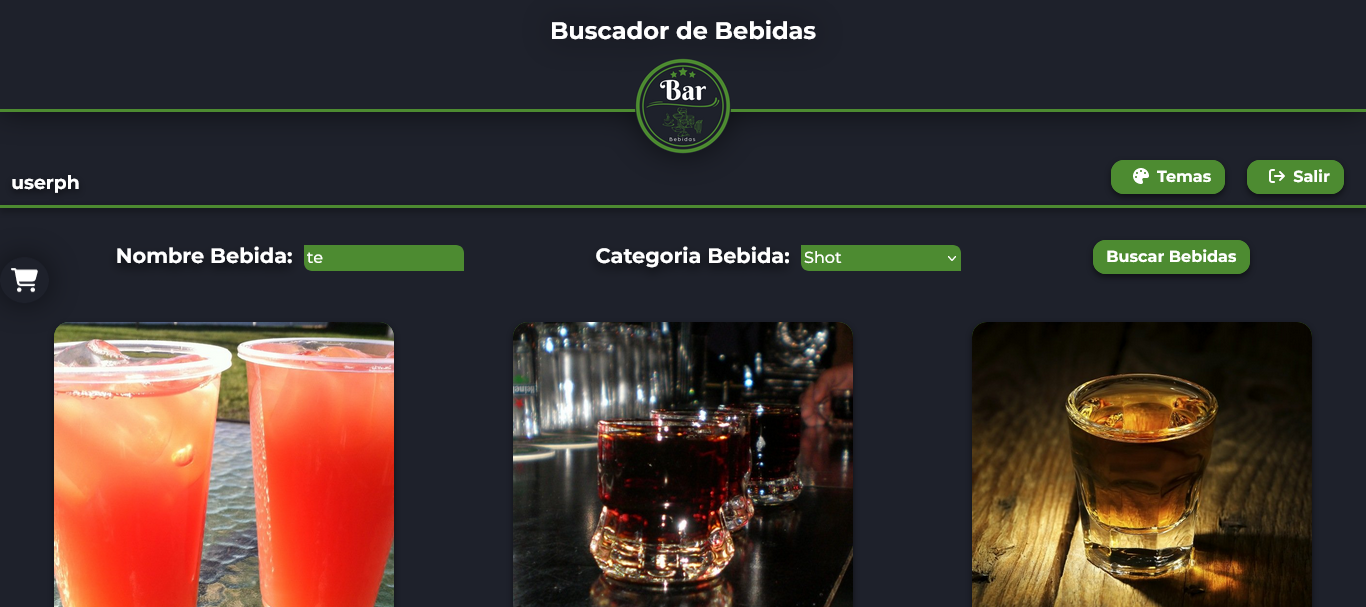 Buscador de Bebidas
Bar
Bebidas
userph
Temas
Salir
Nombre Bebida: te
Categoria Bebida: Shot
Buscar Bebidas